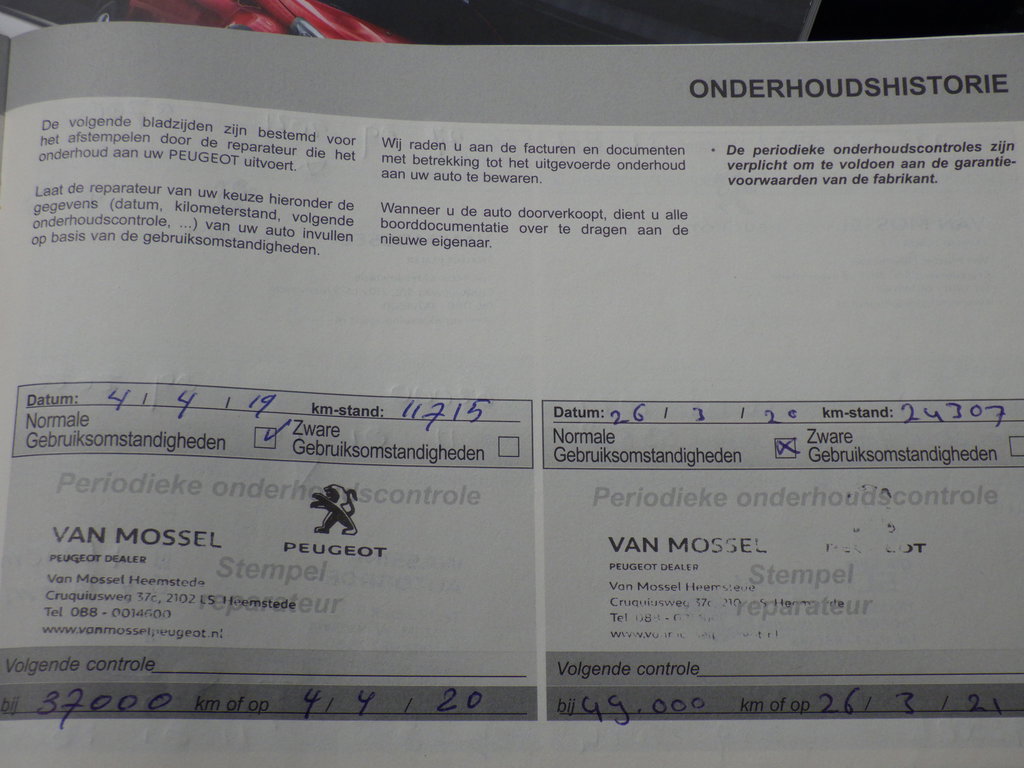 ONDERHOUDSHISTORIE
De volgende bladzijden zijn bestemd voor
het afstempelen door de reparateur die het
onderhoud aan uw PEUGEOT uitvoert.
Laat de reparateur van uw keuze hieronder de
gegevens (datum, kilometerstand, volgende
onderhoudscontrole, ...) van uw auto invullen
op basis van de gebruiksomstandigheden.
Wij raden u aan de facturen en documenten
met betrekking tot het uitgevoerde onderhoud
aan uw auto te bewaren.
Wanneer u de auto doorverkoopt, dient u alle
boorddocumentatie over te dragen aan de
nieuwe eigenaar.
• De periodieke onderhoudscontroles zijn
verplicht om te voldoen aan de garantie-
voorwaarden van de fabrikant.
Datum: 4 / 4 / 19 km-stand: 11715
Normale
Gebruiksomstandigheden
Zware
Gebruiksomstandigheden
Periodieke onderhoudscontrole
VAN MOSSEL
PEUGEOT DEALER
PEUGEOT
Stempel
reparateur
Van Mossel Heemstede
Cruquiusweg 37c, 2102 LS Heemstede
Tel 088 - 0014600
www.vanmosselpeugeot.nl
Volgende controle
bij 37000 km of op 4 / 4 / 20
Datum: 26 / 3 / 20 km-stand: 24307
Normale
Gebruiksomstandigheden
Zware
Gebruiksomstandigheden
Periodieke onderhoudscontrole
VAN MOSSEL
PEUGEOT DEALER
Stempel
reparateur
Van Mossel Heemstede
Cruquiusweg 37c
Tel
Volgende controle
bij 49.000 km of op 26 / 3 / 21